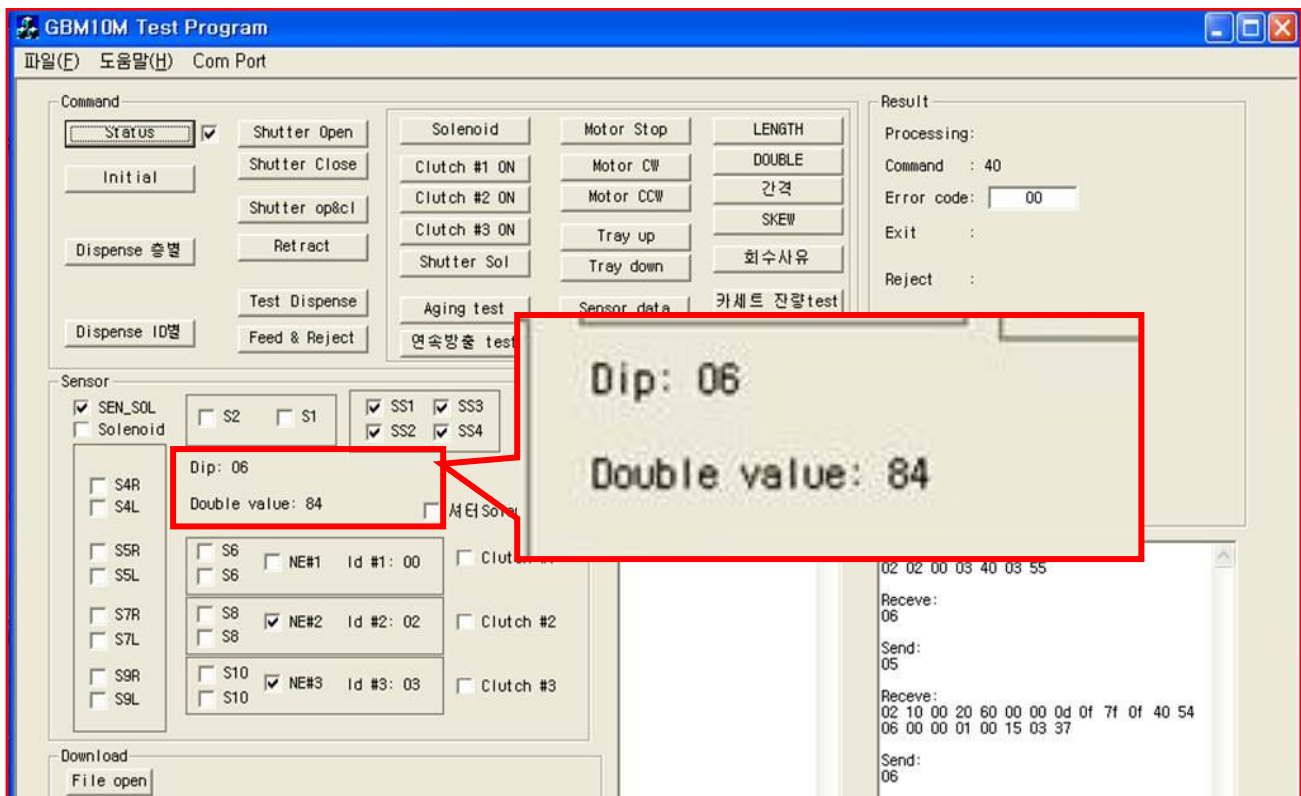 GBM10M Test Program
파일(F) 도움말(H) Com Port
Command
Status
Initial
Dispense 층별
Dispense ID별
Shutter Open
Shutter Close
Shutter op&cl
Retract
Test Dispense
Feed & Reject
Solenoid
Clutch #1 ON
Clutch #2 ON
Clutch #3 ON
Shutter Sol
Aging test
연속방출 test
Motor Stop
Motor CW
Motor CCW
Tray up
Tray down
Sensor data
LENGTH
DOUBLE
간격
SKEW
회수사유
카세트 잔량test
Result
Processing:
Command : 40
Error code: 00
Exit :
Reject :
Sensor
SEN_SOL
Solenoid
S2 S1
SS1 SS3
SS2 SS4
Dip: 06
Double value: 84
Dip: 06
Double value: 84
S4R
S4L
S5R
S5L
S7R
S7L
S9R
S9L
S6
S6
NE#1 Id #1: 00
S8
S8
NE#2 Id #2: 02
Clutch #2
S10
S10
NE#3 Id #3: 03
Clutch #3
02 02 00 03 40 03 55
Receve:
06
Send:
05
Receve:
02 10 00 20 60 00 00 0d 0f 7f 0f 40 54
06 00 00 01 00 15 03 37
Send:
06
Download
File open